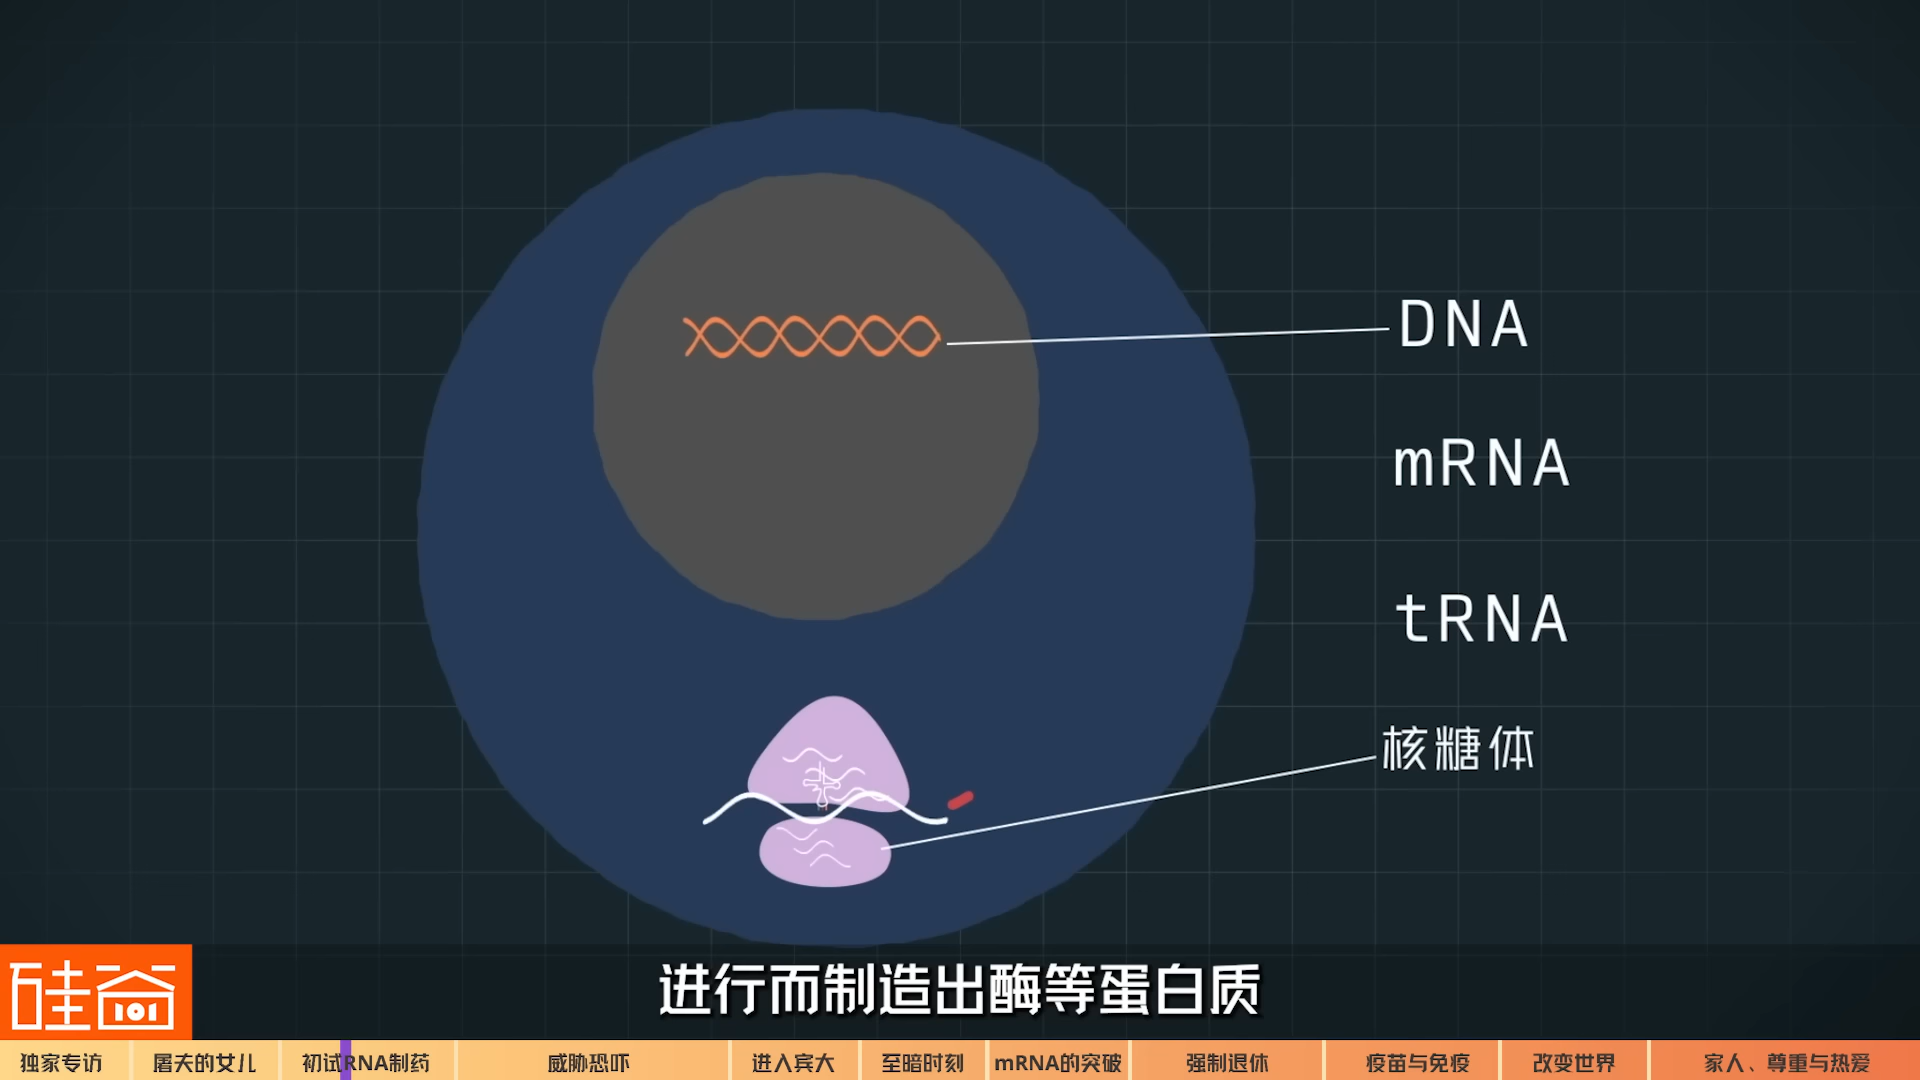 DNA
mRNA
tRNA
核糖体
进行而制造出酶等蛋白质
硅谷
101
独家专访
屠夫的女儿
初试RNA制药
威胁恐吓
进入宾大
至暗时刻
mRNA的突破
强制退休
疫苗与免疫
改变世界
家人、尊重与热爱